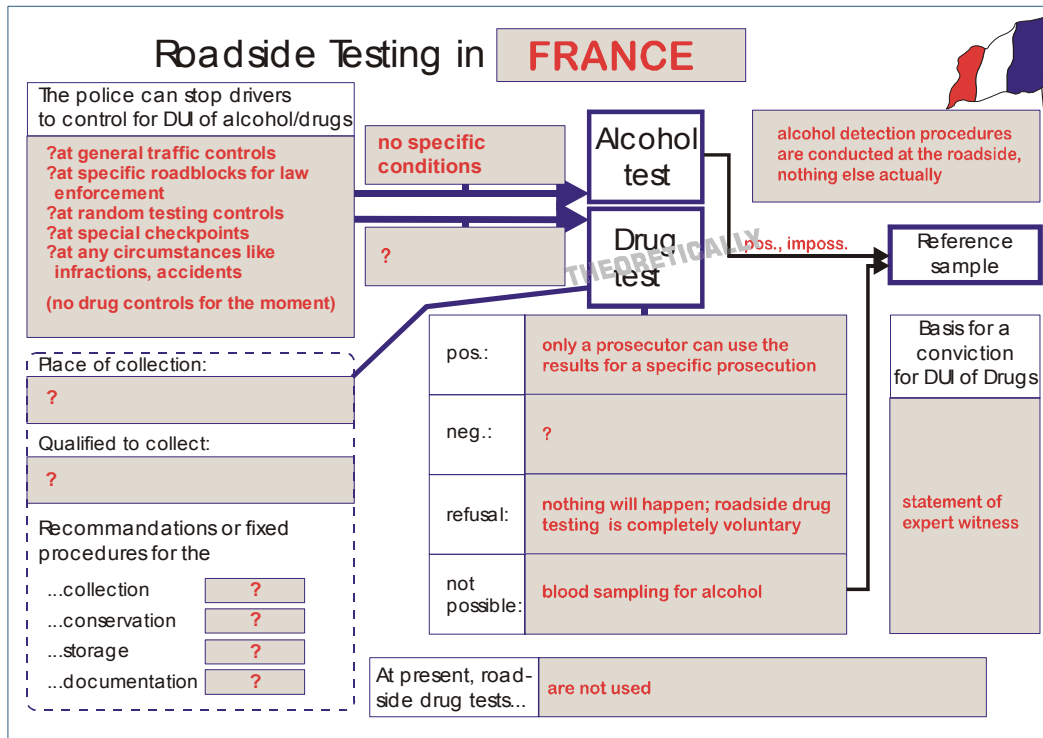 Roadside Testing in FRANCE
The police can stop drivers
to control for DUI of alcohol/drugs
?at general traffic controls
?at specific roadblocks for law
enforcement
?at random testing controls
?at special checkpoints
?at any circumstances like
infractions, accidents
(no drug controls for the moment)
no specific
conditions
?
Alcohol
test
Drug
test
THEORETICALLY
pos., imposs.
alcohol detection procedures
are conducted at the roadside,
nothing else actually
Reference
sample
Place of collection:
?
Qualified to collect:
?
Recommandations or fixed
procedures for the
...collection ?
...conservation ?
...storage ?
...documentation ?
pos.: only a prosecutor can use the
results for a specific prosecution
neg.: ?
refusal: nothing will happen; roadside drug
testing is completely voluntary
not
possible: blood sampling for alcohol
Basis for a
conviction
for DUI of Drugs
statement of
expert witness
At present, road-
side drug tests...
are not used